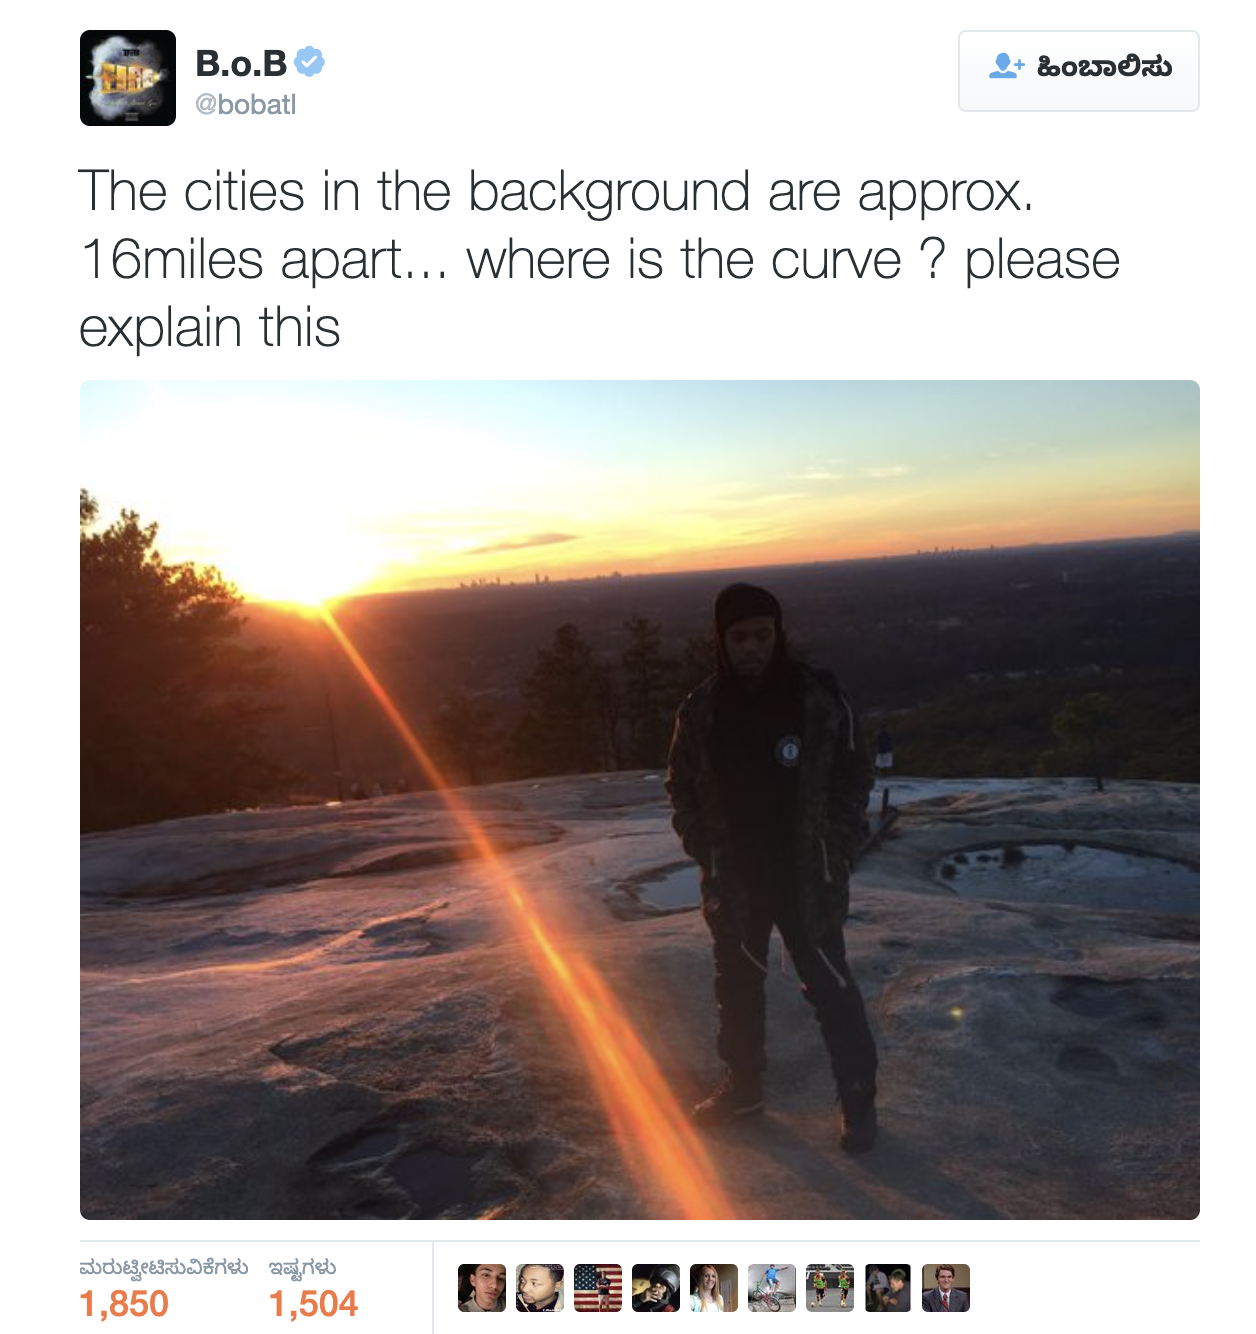 B.o.B
@bobatl
ಹಿಂಬಾಲಿಸು
The cities in the background are approx.
16miles apart... where is the curve ? please
explain this
ಮರುಟ್ವೀಟಿಸುವಿಕೆಗಳು ಇಷ್ಟಗಳು
1,850 1,504